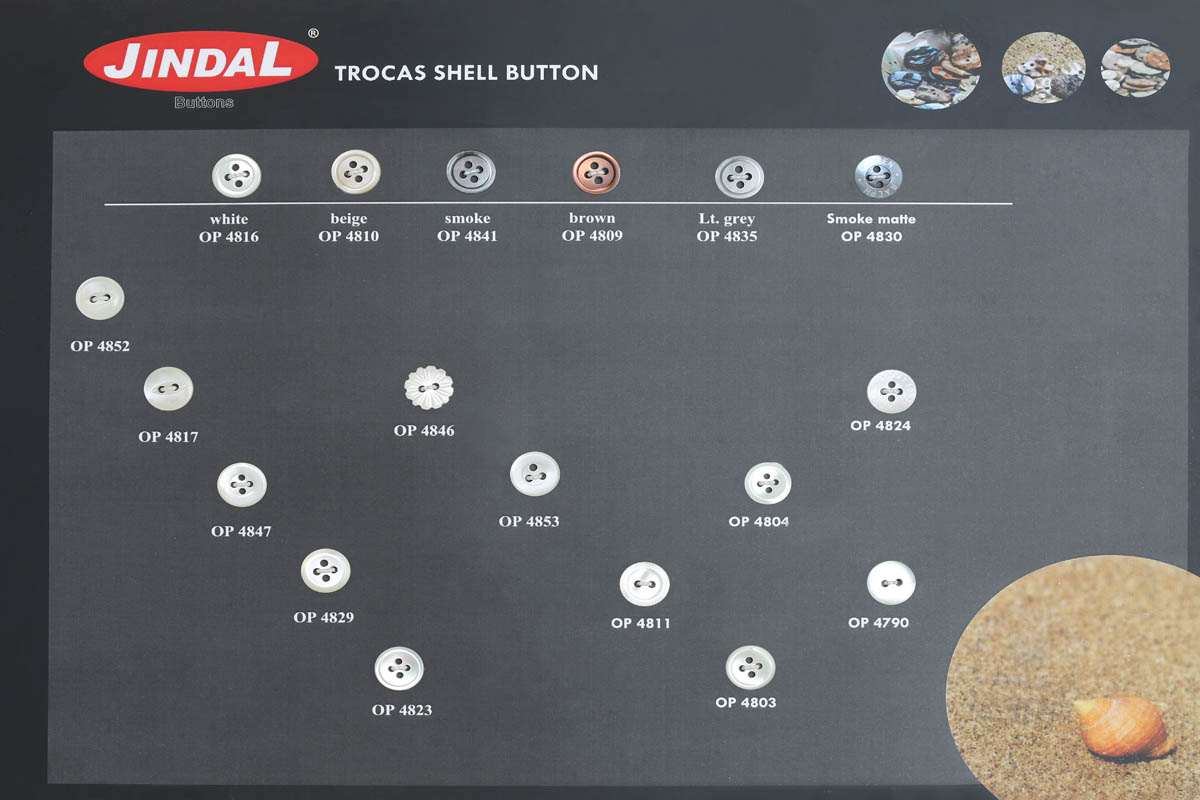 JINDAL ®
Buttons
TROCAS SHELL BUTTON
white
OP 4816
beige
OP 4810
smoke
OP 4841
brown
OP 4809
Lt. grey
OP 4835
Smoke matte
OP 4830
OP 4852
OP 4817
OP 4846
OP 4824
OP 4847
OP 4853
OP 4804
OP 4829
OP 4811
OP 4790
OP 4823
OP 4803